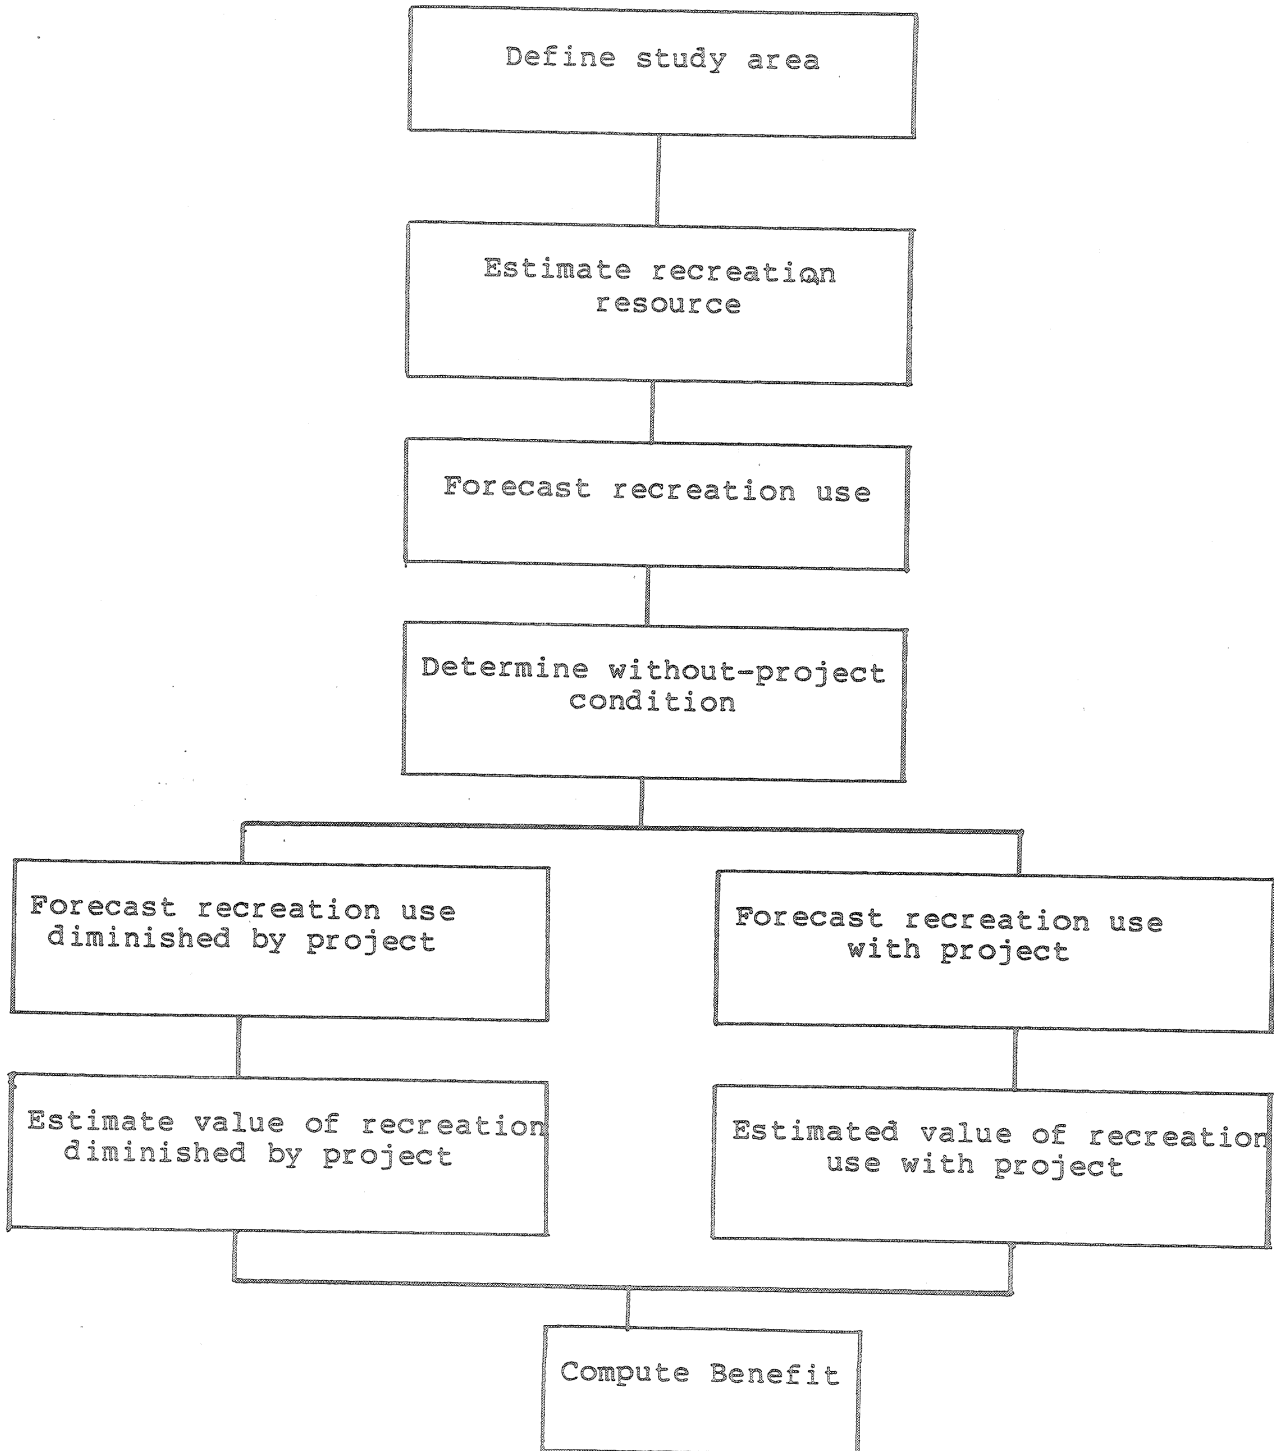 Define study area
Estimate recreation
resource
Forecast recreation use
Determine without-project
condition
Forecast recreation use
diminished by project
Forecast recreation use
with project
Estimate value of recreation
diminished by project
Estimated value of recreation
use with project
Compute Benefit